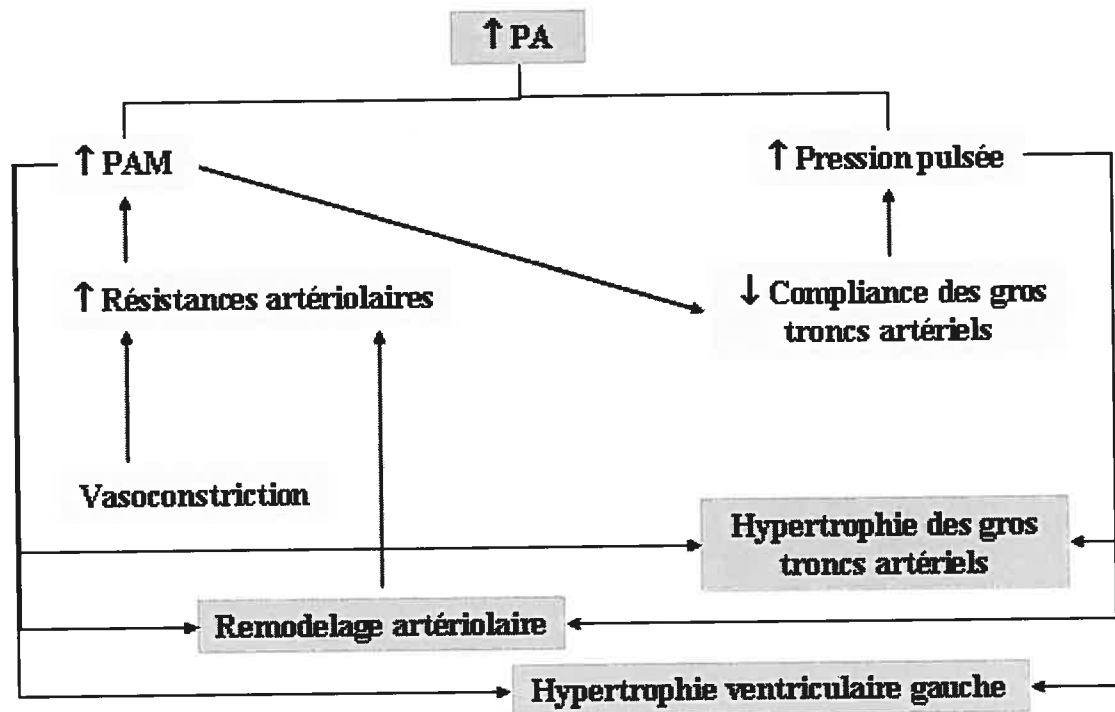 ↑ PA
↑ PAM
↑ Pression pulsée
↑ Résistances artériolaires
↓ Compliance des gros
troncs artériels
Vasoconstriction
Hypertrophie des gros
troncs artériels
Remodelage artériolaire
Hypertrophie ventriculaire gauche